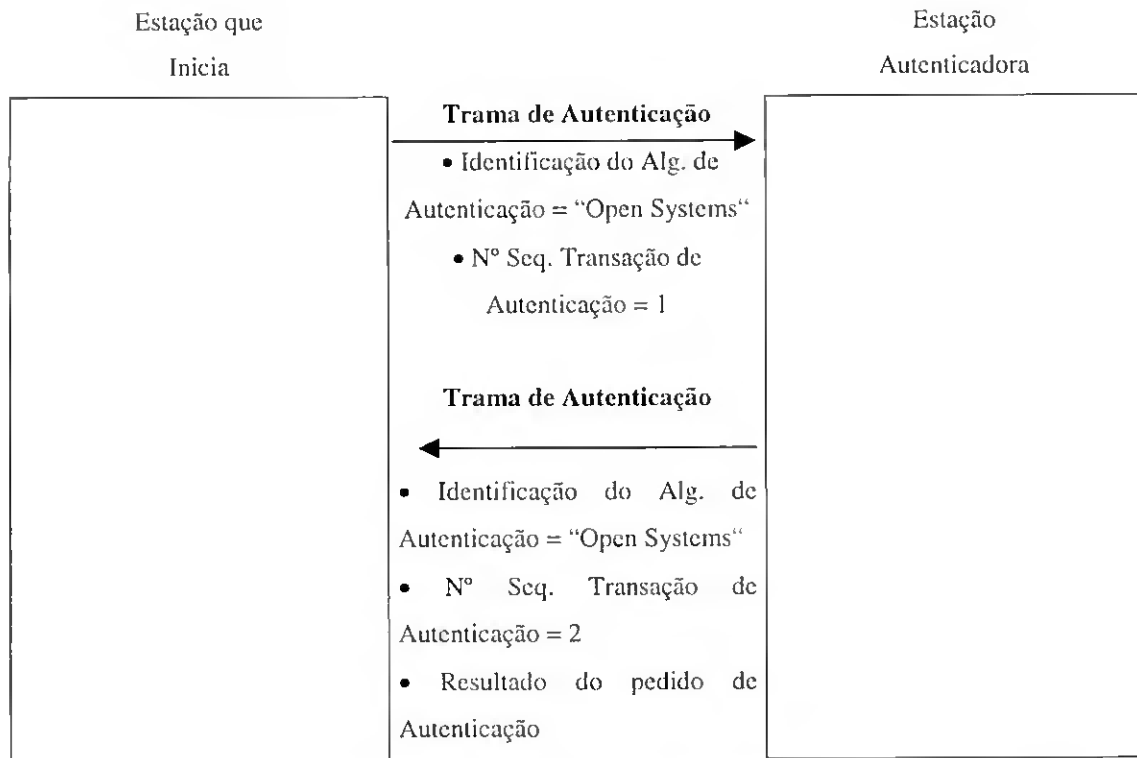 Estação que
Inicia
Estação
Autenticadora
Trama de Autenticação
• Identificação do Alg. de
Autenticação = “Open Systems“
• Nº Seq. Transação de
Autenticação = 1
Trama de Autenticação
• Identificação do Alg. de
Autenticação = “Open Systems“
• Nº Seq. Transação de
Autenticação = 2
• Resultado do pedido de
Autenticação